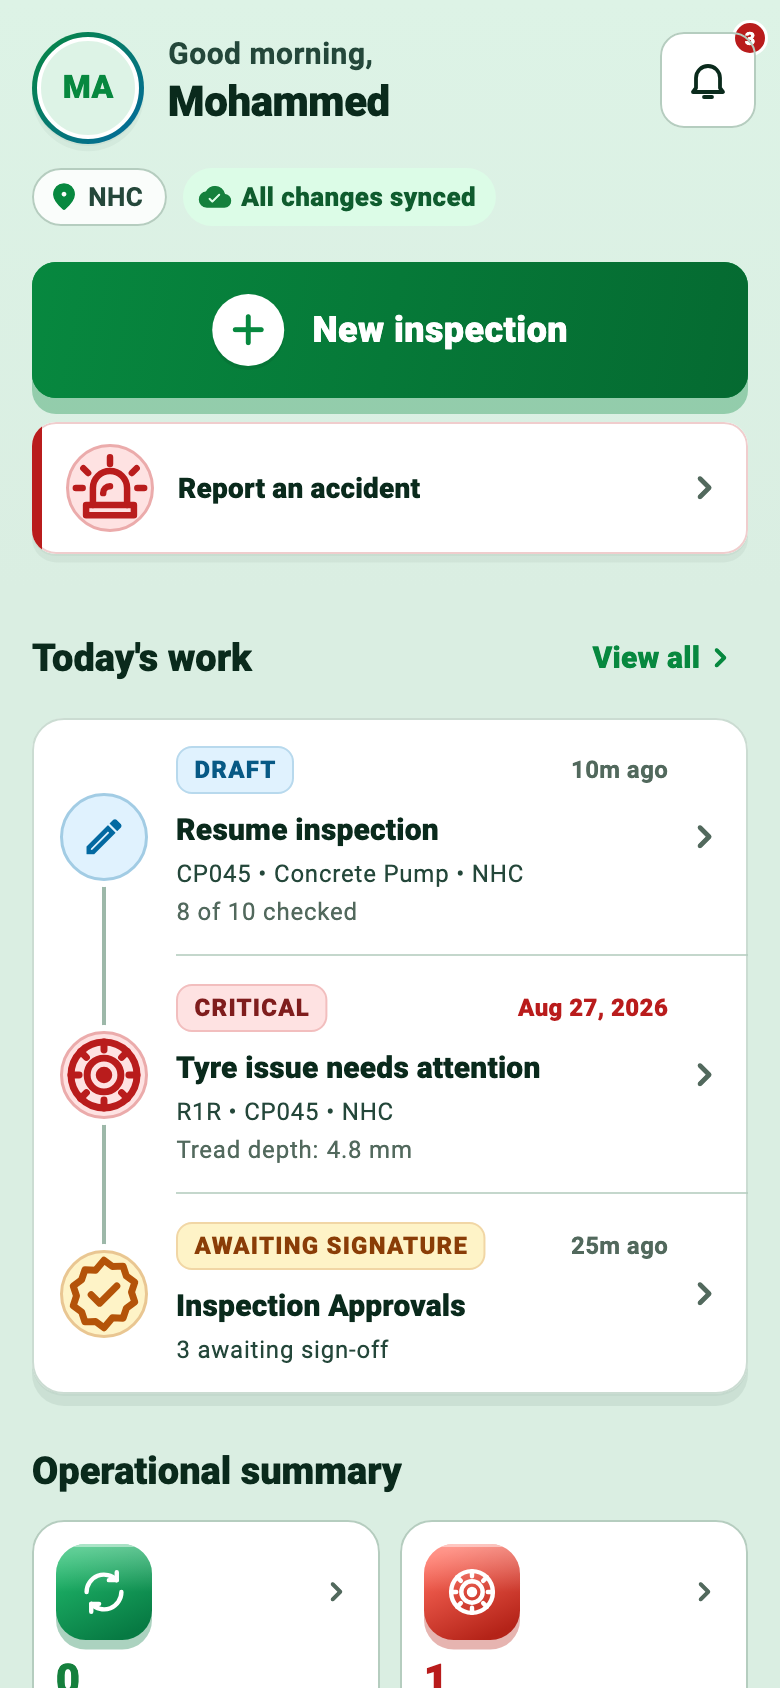 MA
Good morning,
Mohammed
3
NHC
All changes synced
New inspection
Report an accident
Today's work
View all
DRAFT
10m ago
Resume inspection
CP045 • Concrete Pump • NHC
8 of 10 checked
CRITICAL
Aug 27, 2026
Tyre issue needs attention
R1R • CP045 • NHC
Tread depth: 4.8 mm
AWAITING SIGNATURE
25m ago
Inspection Approvals
3 awaiting sign-off
Operational summary
0
1